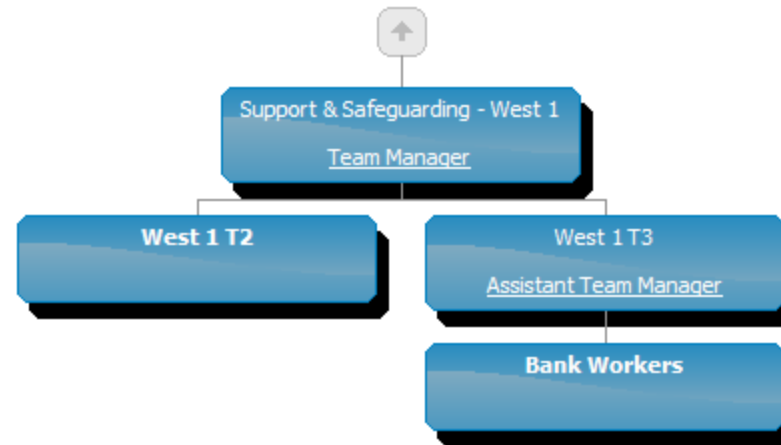 Support & Safeguarding - West 1
Team Manager
West 1 T2
West 1 T3
Assistant Team Manager
Bank Workers